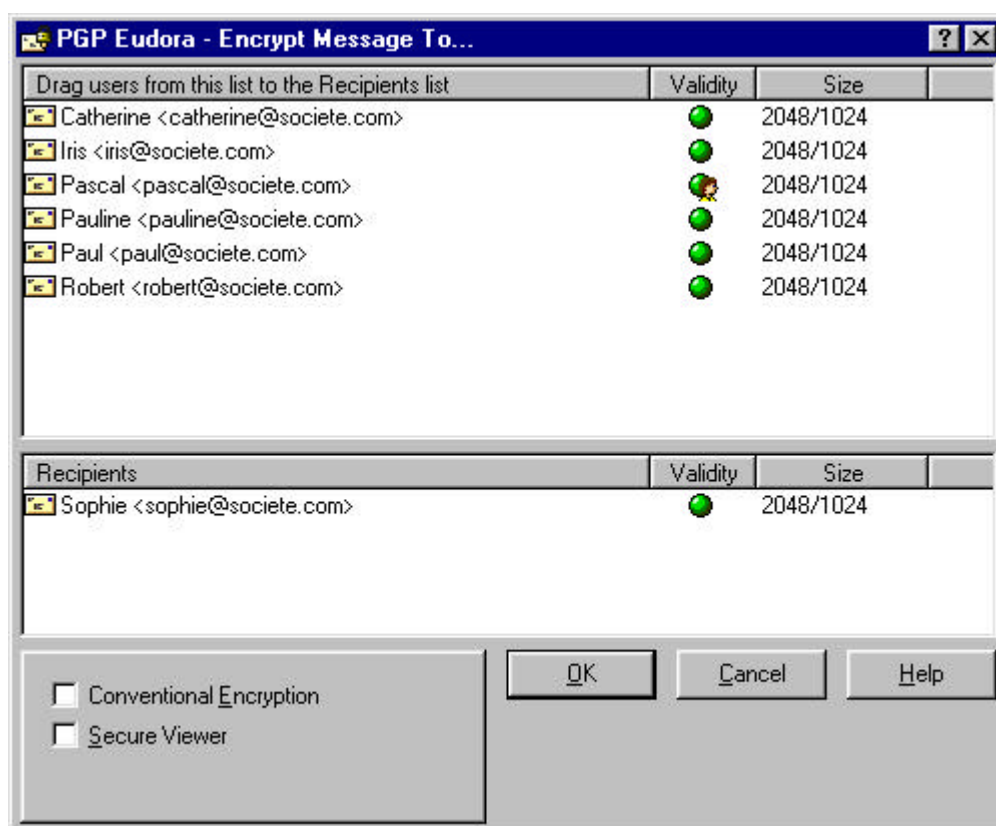 PGP Eudora - Encrypt Message To...
Drag users from this list to the Recipients list Validity Size
Catherine <catherine@societe.com> 2048/1024
Iris <iris@societe.com> 2048/1024
Pascal <pascal@societe.com> 2048/1024
Pauline <pauline@societe.com> 2048/1024
Paul <paul@societe.com> 2048/1024
Robert <robert@societe.com> 2048/1024
Recipients Validity Size
Sophie <sophie@societe.com> 2048/1024
OK Cancel Help
Conventional Encryption
Secure Viewer